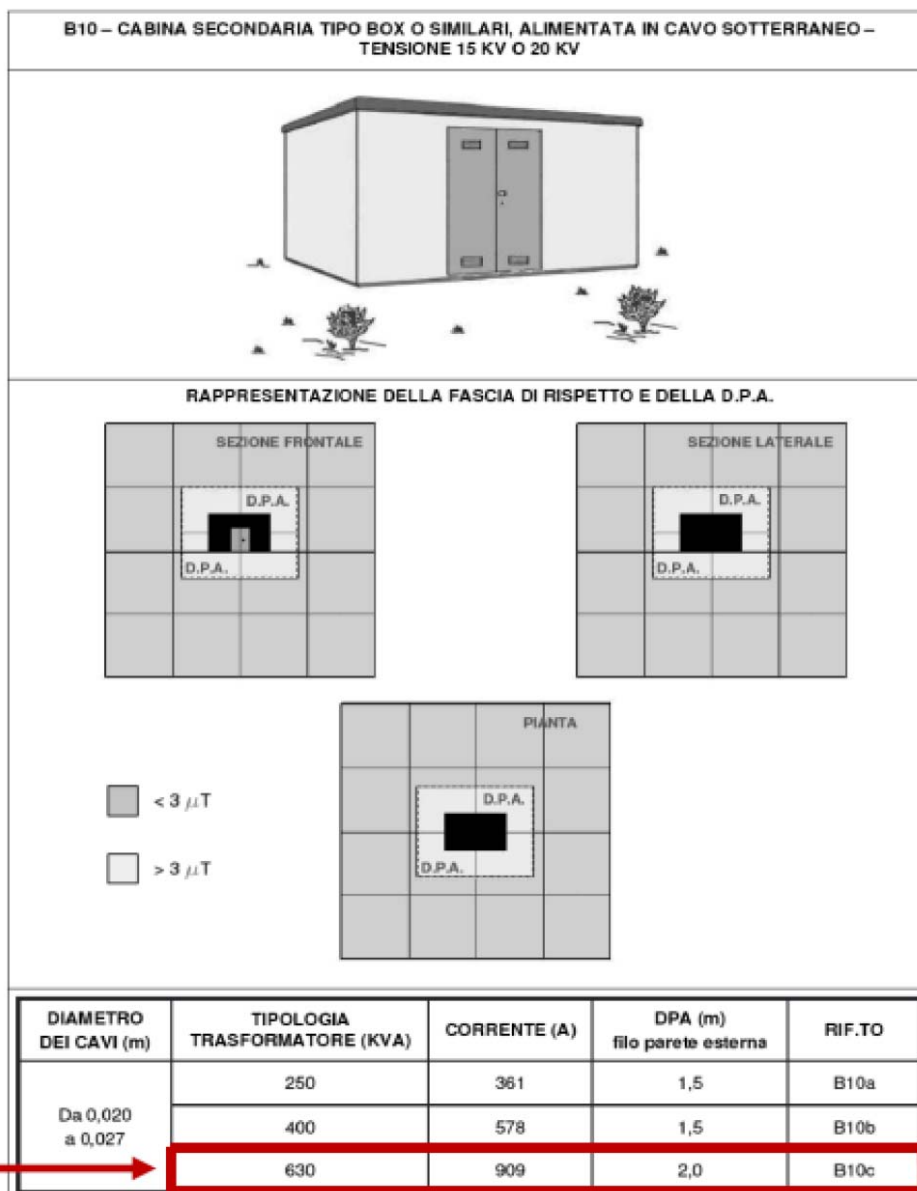 B10 – CABINA SECONDARIA TIPO BOX O SIMILARI, ALIMENTATA IN CAVO SOTTERRANEO –
TENSIONE 15 KV O 20 KV
RAPPRESENTAZIONE DELLA FASCIA DI RISPETTO E DELLA D.P.A.
SEZIONE FRONTALE
D.P.A.
D.P.A.
SEZIONE LATERALE
D.P.A.
D.P.A.
PIANTA
D.P.A.
D.P.A.
< 3 μT
> 3 μT
DIAMETRO DEI CAVI (m) TIPOLOGIA TRASFORMATORE (KVA) CORRENTE (A) DPA (m) filo parete esterna RIF.TO
Da 0,020 a 0,027
250 361 1,5 B10a
400 578 1,5 B10b
630 909 2,0 B10c